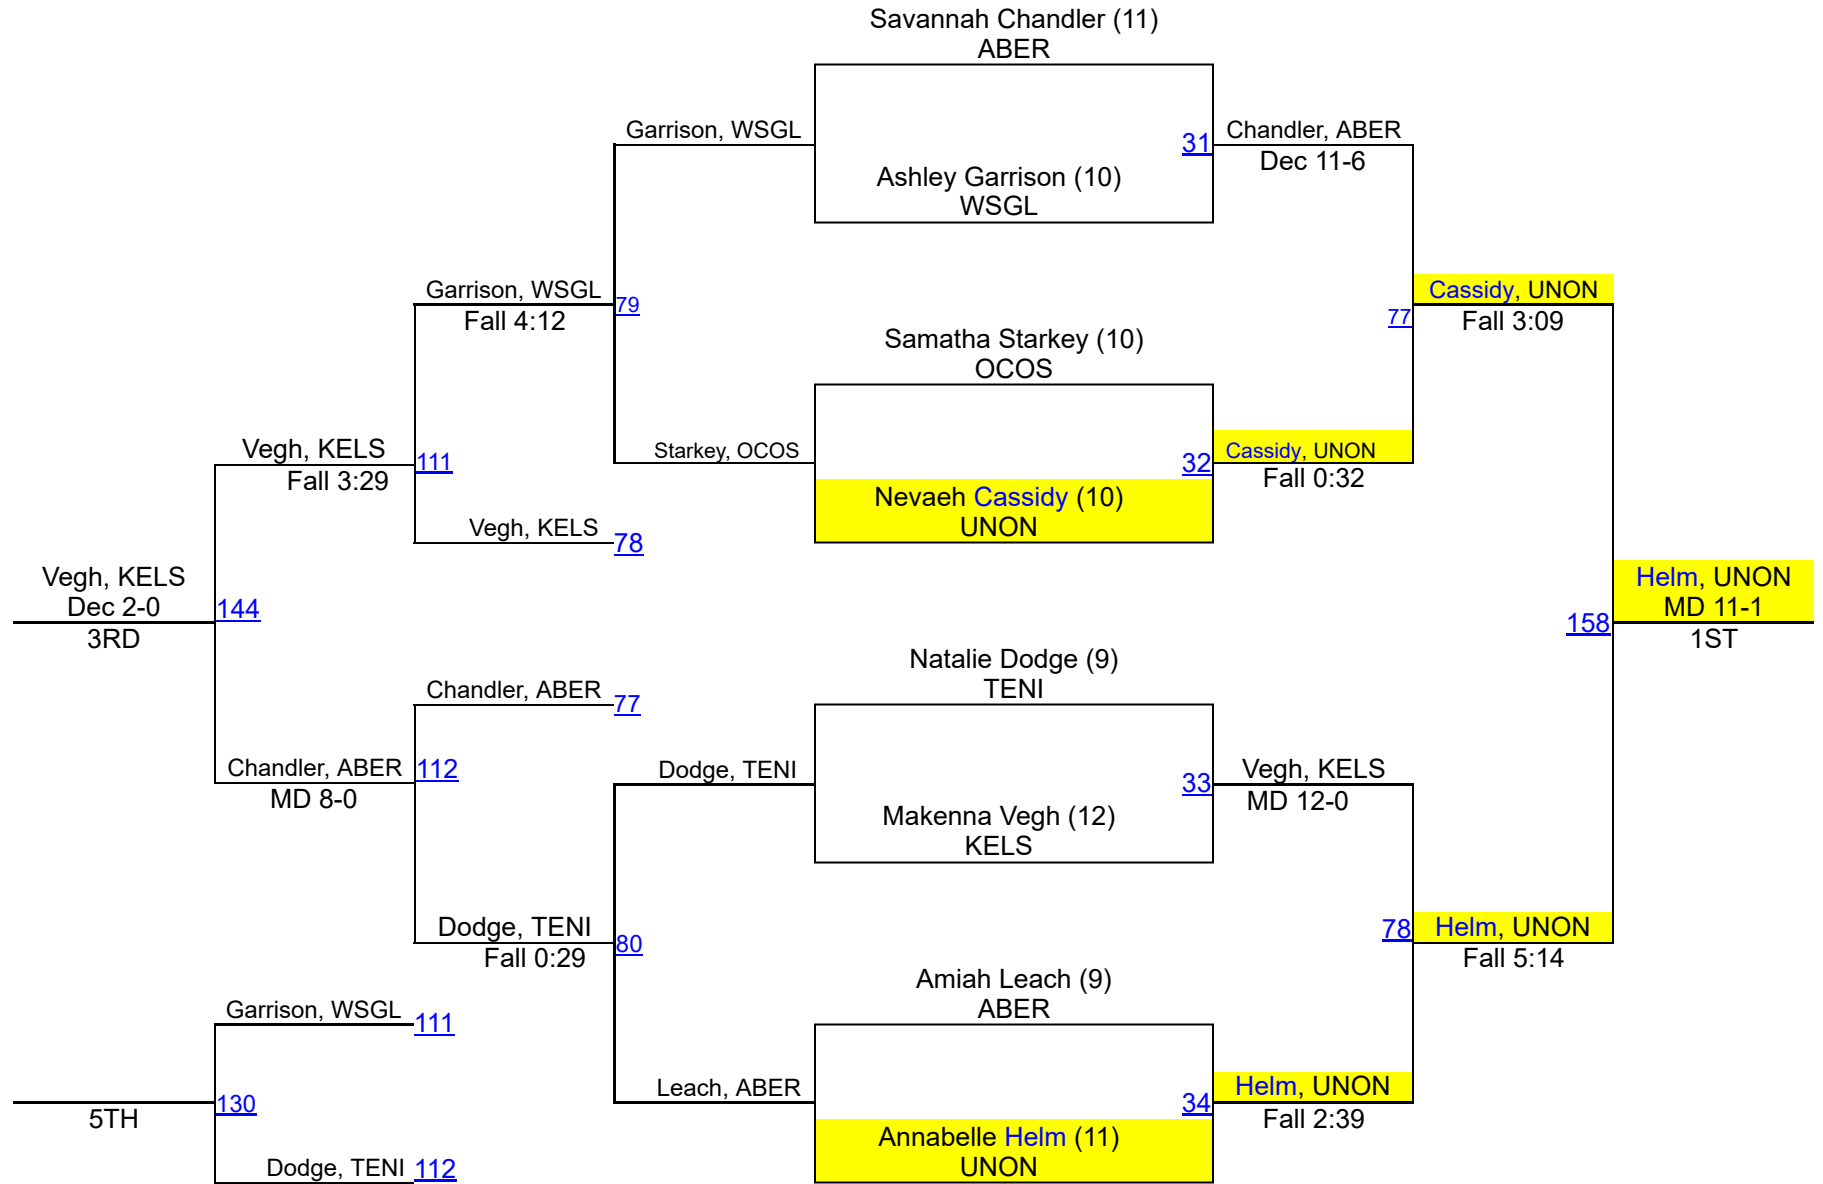 Savannah Chandler (11)
ABER
Garrison, WSGL
31
Chandler, ABER
Dec 11-6
Ashley Garrison (10)
WSGL
Garrison, WSGL
Fall 4:12
79
77
Cassidy, UNON
Fall 3:09
Samatha Starkey (10)
OCOS
Vegh, KELS
Fall 3:29
111
Starkey, OCOS
32
Cassidy, UNON
Fall 0:32
Nevaeh Cassidy (10)
UNON
Vegh, KELS
78
Vegh, KELS
Dec 2-0
3RD
144
158
Helm, UNON
MD 11-1
1ST
Natalie Dodge (9)
TENI
Chandler, ABER
77
Chandler, ABER
MD 8-0
112
Dodge, TENI
33
Vegh, KELS
MD 12-0
Makenna Vegh (12)
KELS
Dodge, TENI
Fall 0:29
80
78
Helm, UNON
Fall 5:14
Amiah Leach (9)
ABER
Garrison, WSGL
111
Leach, ABER
34
Helm, UNON
Fall 2:39
5TH
130
Annabelle Helm (11)
UNON
Dodge, TENI
112